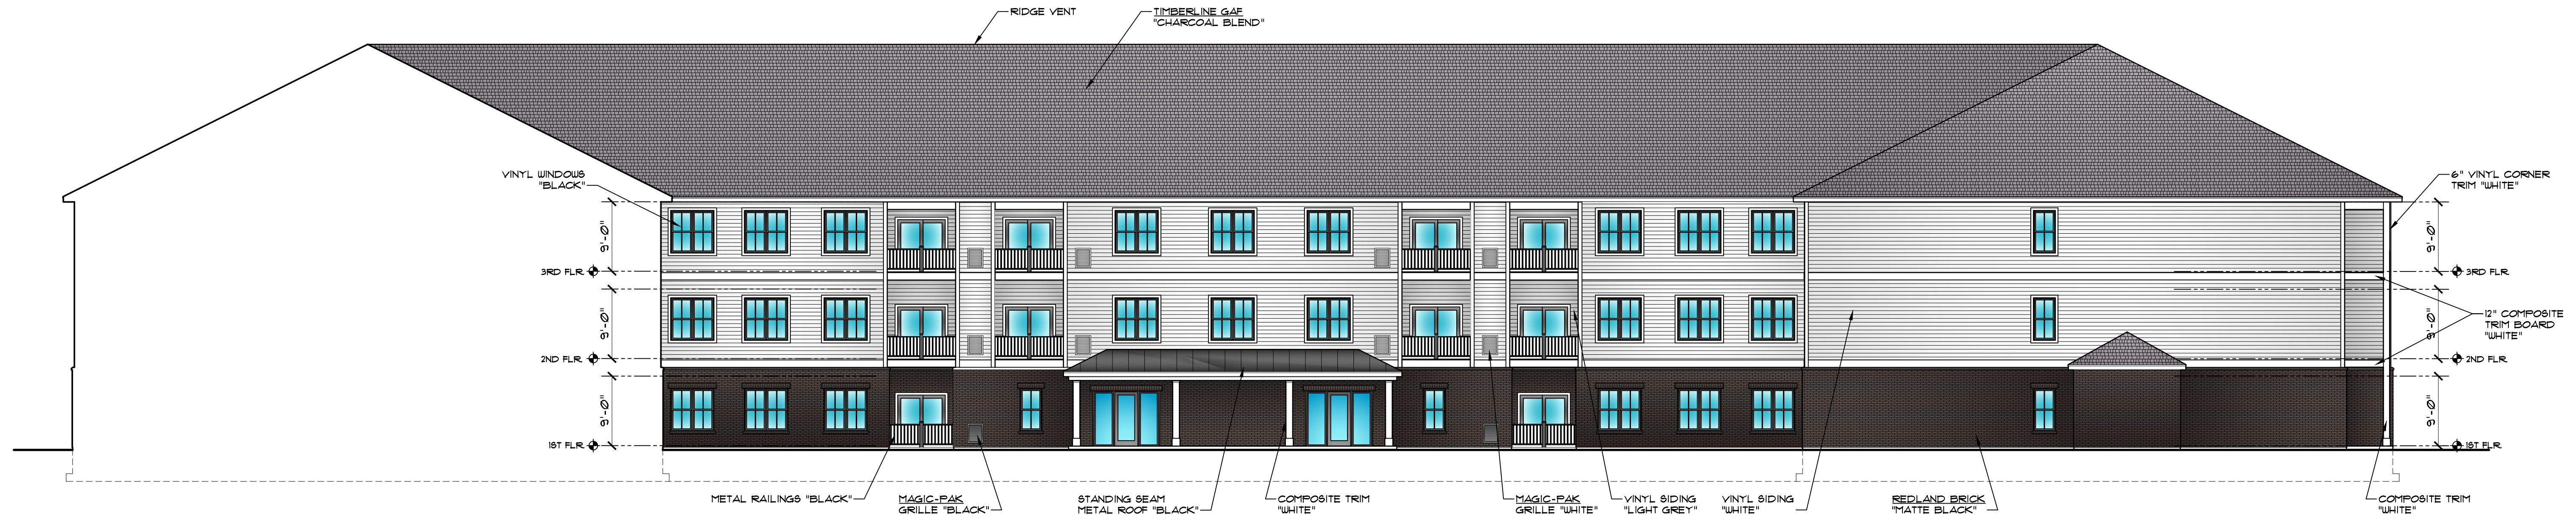 RIDGE VENT
TIMBERLINE GAF
"CHARCOAL BLEND"
VINYL WINDOWS
"BLACK"
6" VINYL CORNER
TRIM "WHITE"
9'-0"
9'-0"
3RD FLR.
3RD FLR.
9'-0"
9'-0"
12" COMPOSITE
TRIM BOARD
"WHITE"
2ND FLR.
2ND FLR.
9'-0"
9'-0"
1ST FLR.
1ST FLR.
METAL RAILINGS "BLACK"
MAGIC-PAK
GRILLE "BLACK"
STANDING SEAM
METAL ROOF "BLACK"
COMPOSITE TRIM
"WHITE"
MAGIC-PAK
GRILLE "WHITE"
VINYL SIDING
"LIGHT GREY"
VINYL SIDING
"WHITE"
REDLAND BRICK
"MATTE BLACK"
COMPOSITE TRIM
"WHITE"